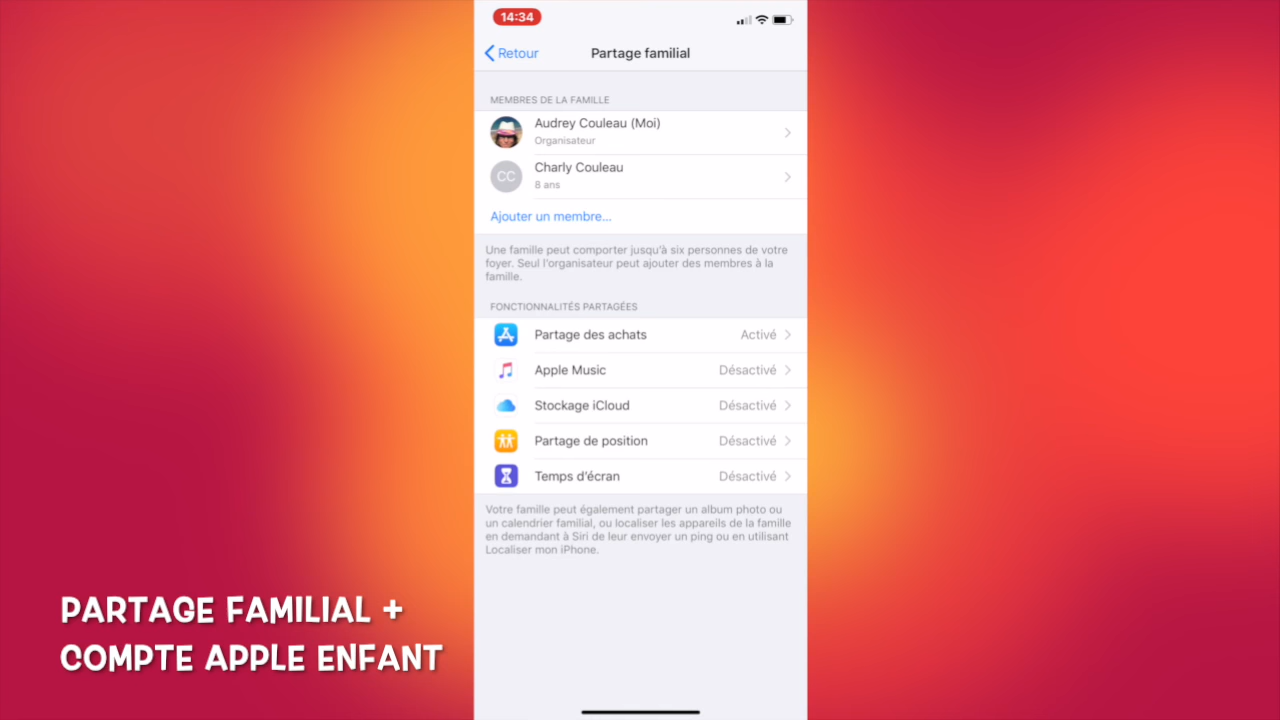 14:34
Retour
Partage familial
MEMBRES DE LA FAMILLE
Audrey Couleau (Moi)
Organisateur
CC
Charly Couleau
8 ans
Ajouter un membre...
Une famille peut comporter jusqu'à six personnes de votre
foyer. Seul l'organisateur peut ajouter des membres à la
famille.
FONCTIONNALITÉS PARTAGÉES
Partage des achats Activé
Apple Music Désactivé
Stockage iCloud Désactivé
Partage de position Désactivé
Temps d'écran Désactivé
Votre famille peut également partager un album photo ou
un calendrier familial, ou localiser les appareils de la famille
en demandant à Siri de leur envoyer un ping ou en utilisant
Localiser mon iPhone.
PARTAGE FAMILIAL +
COMPTE APPLE ENFANT